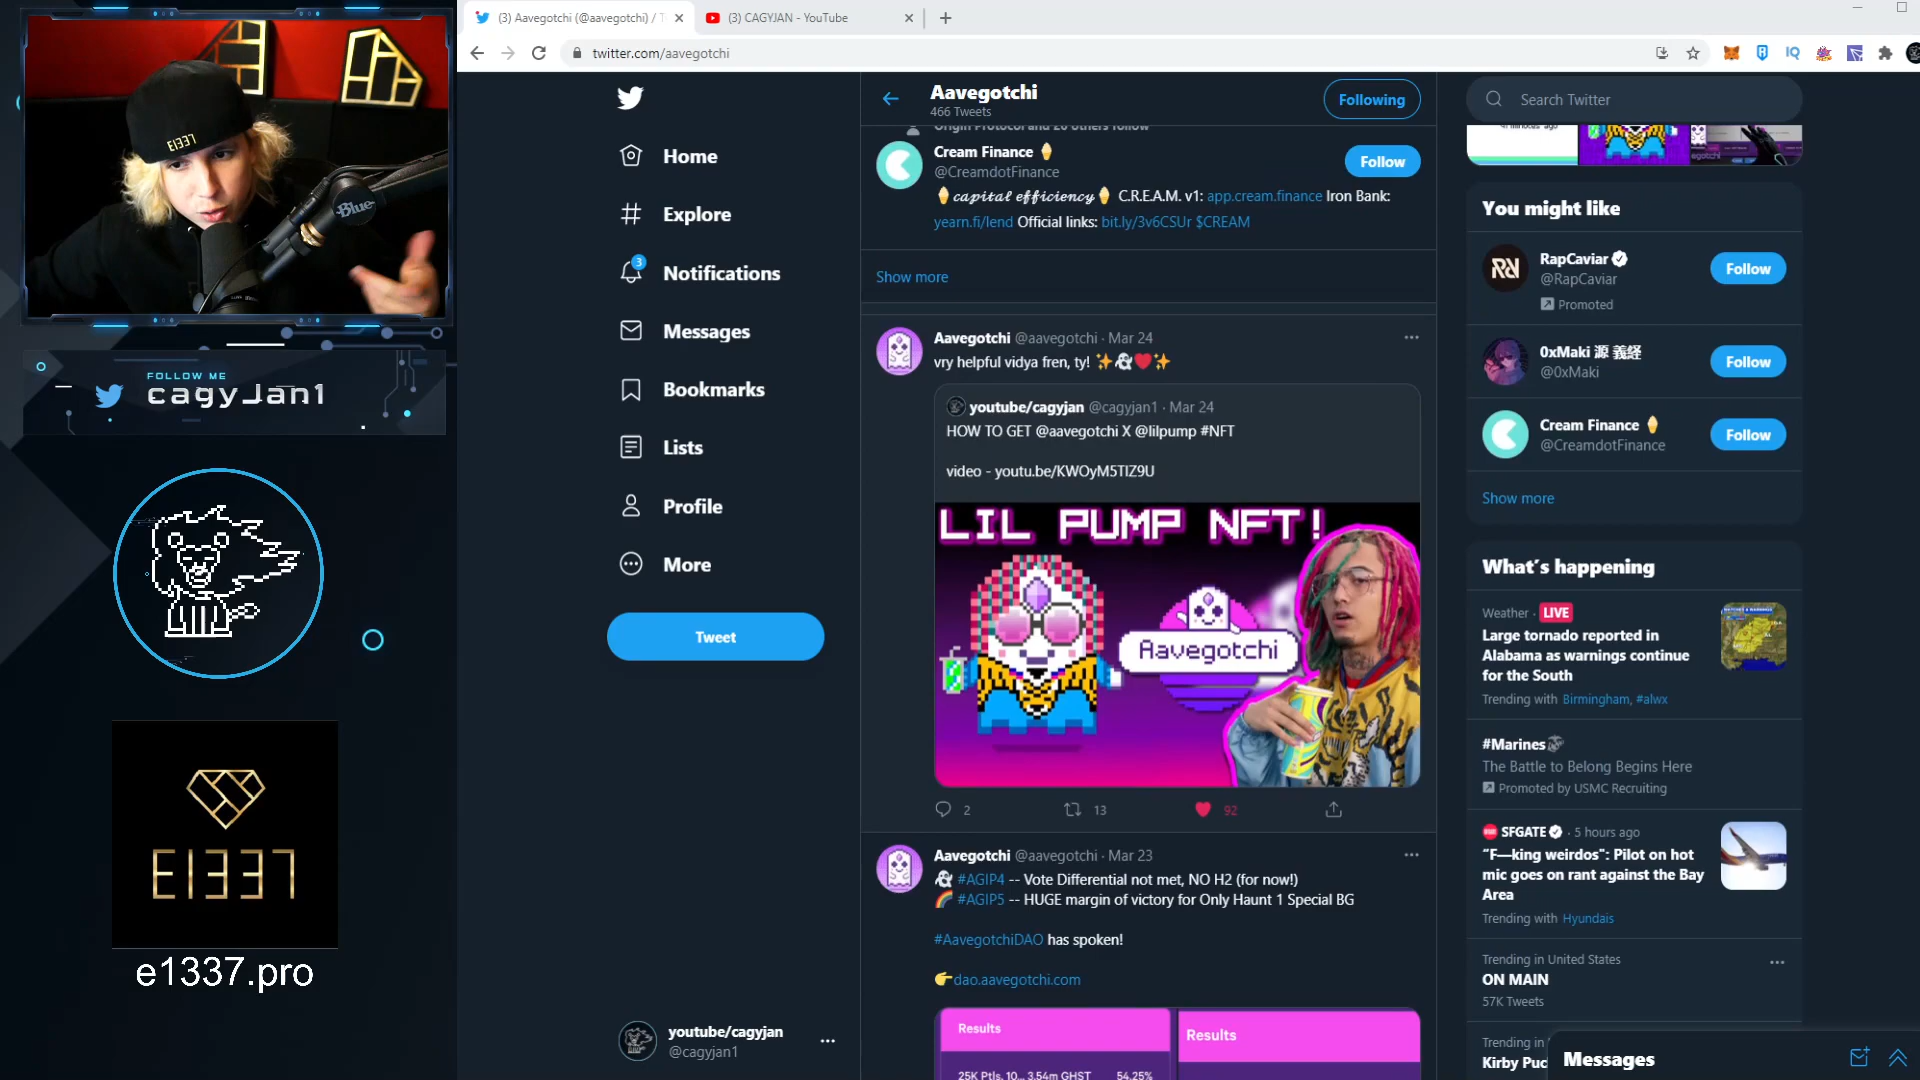 E1337
Blue
FOLLOW ME
cagyJan1
E1337
e1337.pro
(3) Aavegotchi (@aavegotchi) / T
(3) CAGYJAN - YouTube
twitter.com/aavegotchi
IQ
Home
Explore
3
Notifications
Messages
Bookmarks
Lists
Profile
More
Tweet
youtube/cagyjan
@cagyjan1
Aavegotchi
466 Tweets
Following
Origin Protocol and 20 others follow
Cream Finance 🍦
@CreamdotFinance
Follow
🍦𝓬𝓪𝓹𝓲𝓽𝓪𝓵 𝓮𝓯𝓯𝓲𝓬𝓲𝓮𝓷𝓬𝔂🍦 C.R.E.A.M. v1: app.cream.finance Iron Bank:
yearn.fi/lend Official links: bit.ly/3v6CSUr $CREAM
Show more
Aavegotchi @aavegotchi · Mar 24
vry helpful vidya fren, ty! ✨👻❤️✨
youtube/cagyjan @cagyjan1 · Mar 24
HOW TO GET @aavegotchi X @lilpump #NFT
video - youtu.be/KWOyM5TIZ9U
LIL PUMP NFT!
Aavegotchi
2
13
92
Aavegotchi @aavegotchi · Mar 23
👻 #AGIP4 -- Vote Differential not met, NO H2 (for now!)
🌈 #AGIP5 -- HUGE margin of victory for Only Haunt 1 Special BG
#AavegotchiDAO has spoken!
👉dao.aavegotchi.com
Results
25K Ptls, 10... 3.54m GHST 54.25%
Results
Search Twitter
You might like
RapCaviar
@RapCaviar
Promoted
Follow
0xMaki 源 義経
@0xMaki
Follow
Cream Finance 🍦
@CreamdotFinance
Follow
Show more
What's happening
Weather · LIVE
Large tornado reported in
Alabama as warnings continue
for the South
Trending with Birmingham, #alwx
#Marines
The Battle to Belong Begins Here
Promoted by USMC Recruiting
SFGATE · 5 hours ago
"F—king weirdos": Pilot on hot
mic goes on rant against the Bay
Area
Trending with Hyundais
Trending in United States
ON MAIN
57K Tweets
Trending in
Kirby Puc
Messages